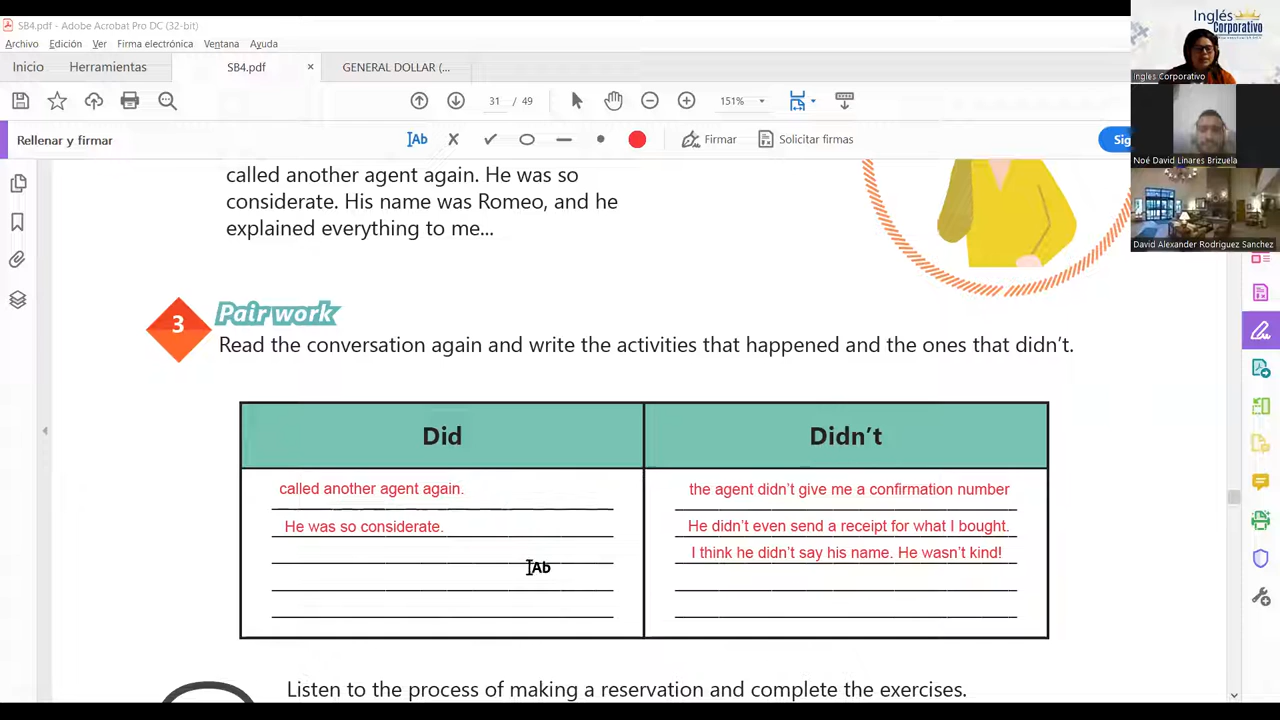 SB4.pdf - Adobe Acrobat Pro DC (32-bit)
Archivo Edición Ver Firma electrónica Ventana Ayuda
Inicio Herramientas SB4.pdf × GENERAL DOLLAR (...
31 / 49 151%
Rellenar y firmar Ab Firmar Solicitar firmas Sig
Inglés
Corporativo
Ingles Corporativo
Noé David Linares Brizuela
David Alexander Rodriguez Sanchez
called another agent again. He was so
considerate. His name was Romeo, and he
explained everything to me...
3 Pair work
Read the conversation again and write the activities that happened and the ones that didn't.
Did Didn't
called another agent again. the agent didn't give me a confirmation number
He was so considerate. He didn't even send a receipt for what I bought.
I think he didn't say his name. He wasn't kind!
Ab
Listen to the process of making a reservation and complete the exercises.